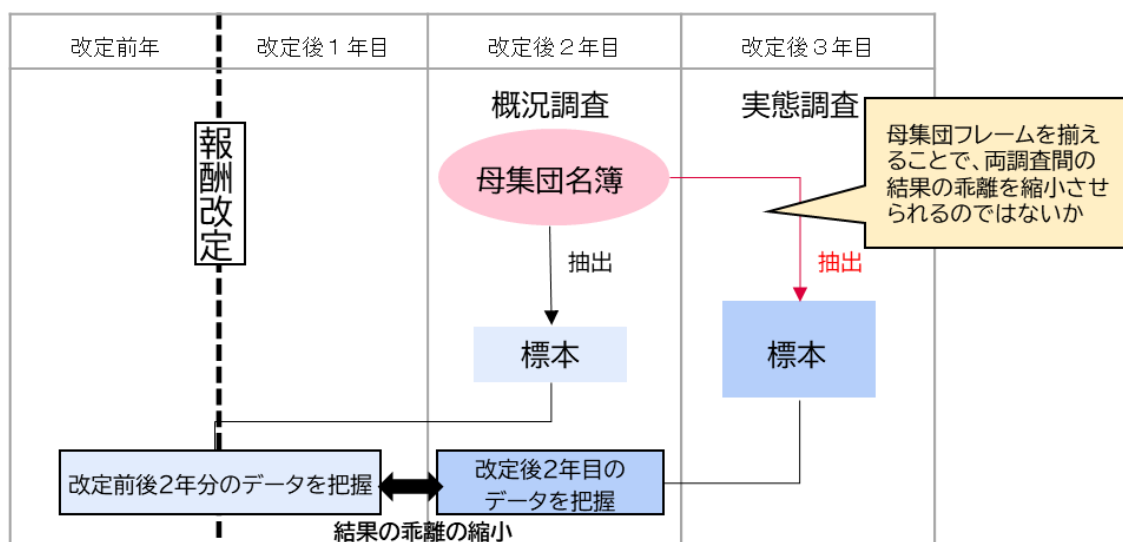 改定前年
改定後１年目
改定後２年目
改定後３年目
報酬改定
概況調査
実態調査
母集団名簿
母集団フレームを揃え
ることで、両調査間の
結果の乖離を縮小させ
られるのではないか
抽出
抽出
標本
標本
改定前後2年分のデータを把握
改定後2年目の
データを把握
結果の乖離の縮小